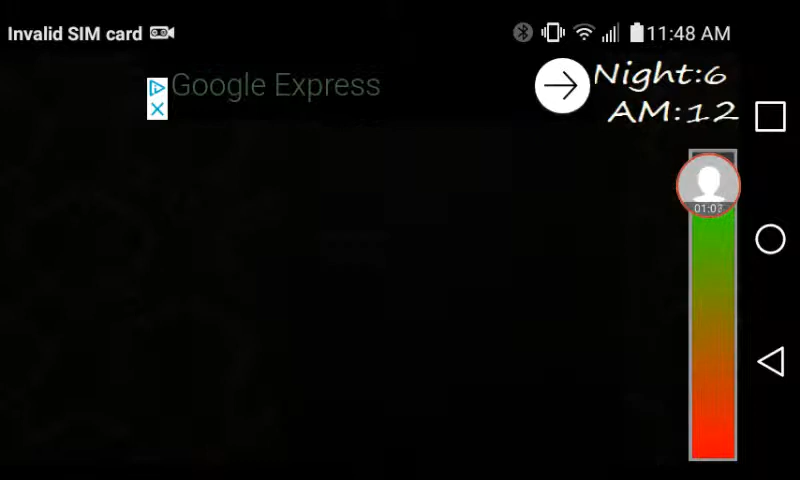 Invalid SIM card
11:48 AM
Google Express
Night:6
AM:12
01:07